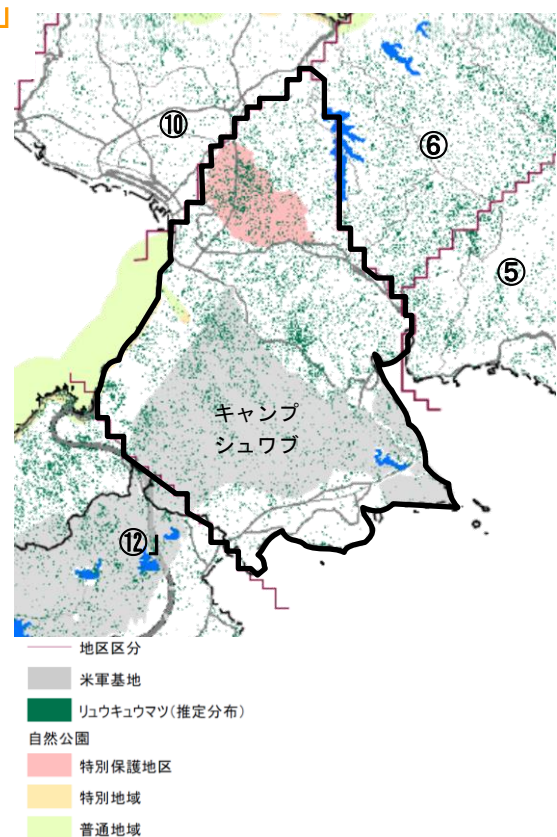 」
⑩
⑥
⑤
キャンプ
シュワブ
⑫」
地区区分
米軍基地
リュウキュウマツ(推定分布)
自然公園
特別保護地区
特別地域
普通地域